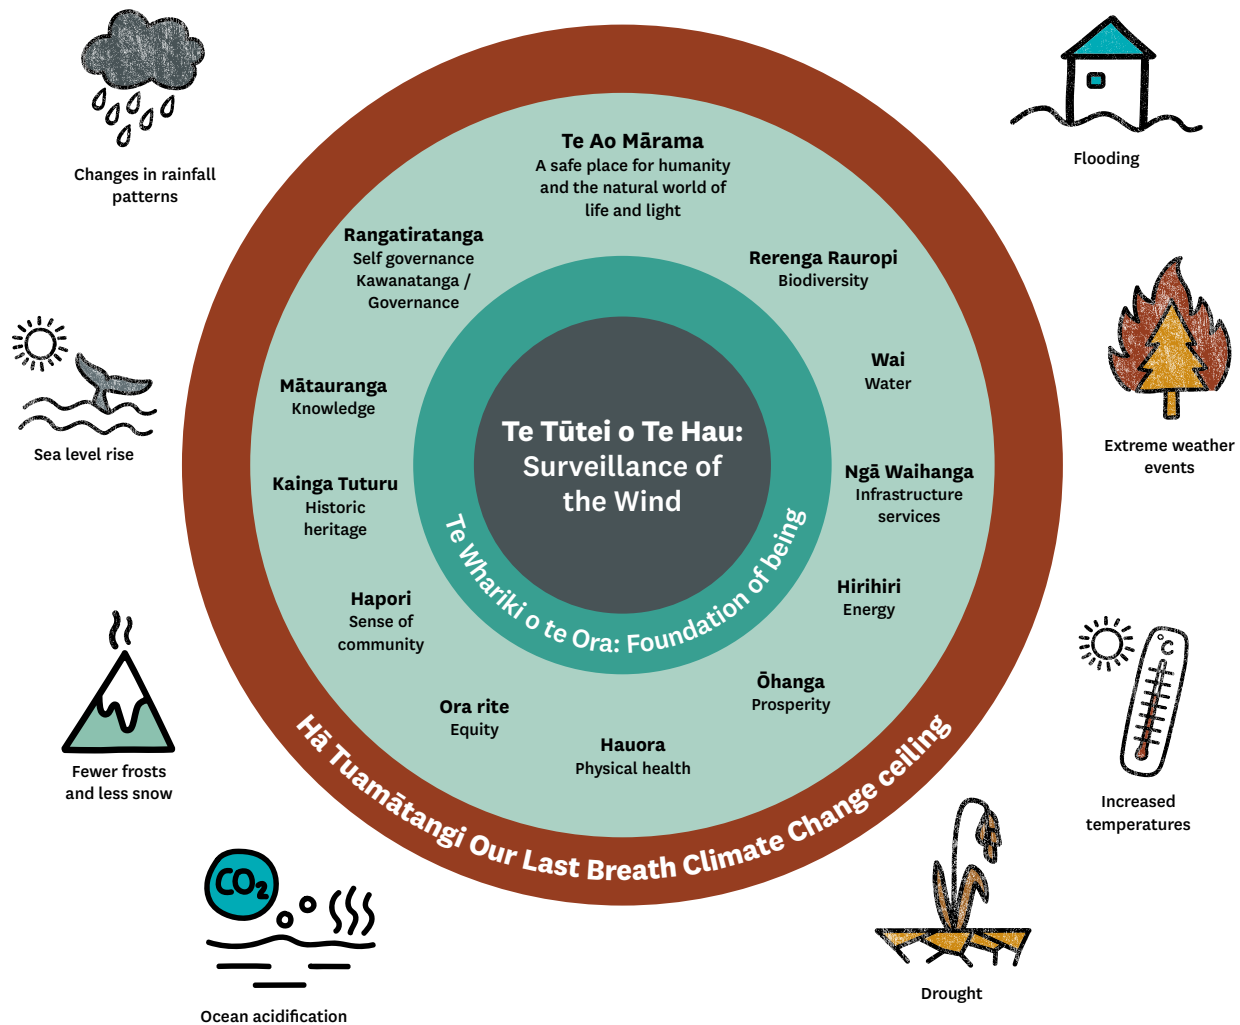 Changes in rainfall
patterns
Flooding
Te Ao Mārama
A safe place for humanity
and the natural world of
life and light
Rangatiratanga
Self governance
Kawanatanga /
Governance
Rerenga Rauropi
Biodiversity
Wai
Water
Mātauranga
Knowledge
Sea level rise
Extreme weather
events
Te Tūtei o Te Hau:
Surveillance of
the Wind
Ngā Waihanga
Infrastructure
services
Kainga Tuturu
Historic
heritage
Te Whariki o te Ora: Foundation of being
Hirihiri
Energy
Hapori
Sense of
community
Ōhanga
Prosperity
Ora rite
Equity
Hauora
Physical health
Hā Tuamātangi Our Last Breath Climate Change ceiling
°C
Fewer frosts
and less snow
Increased
temperatures
CO2
Drought
Ocean acidification